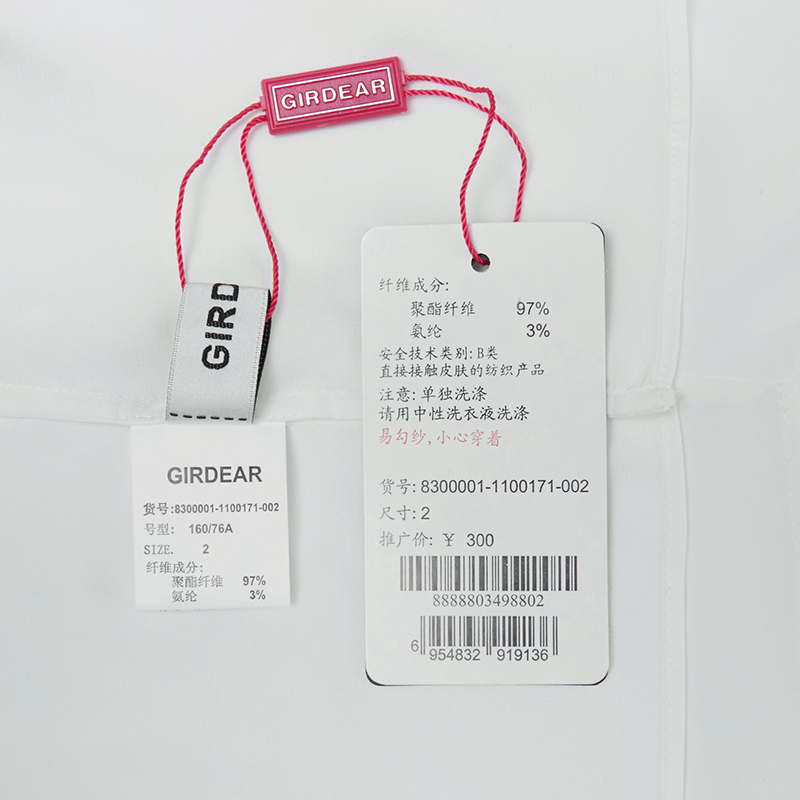 GIRDEAR
GIRD
纤维成分:
聚酯纤维 97%
氨纶 3%
安全技术类别: B类
直接接触皮肤的纺织产品
注意: 单独洗涤
请用中性洗衣液洗涤
易勾纱, 小心穿着
货号: 8300001-1100171-002
尺寸: 2
推广价: ¥ 300
8888803498802
6 954832 919136
GIRDEAR
货号:8300001-1100171-002
号型: 160/76A
SIZE. 2
纤维成分:
聚酯纤维 97%
氨纶 3%